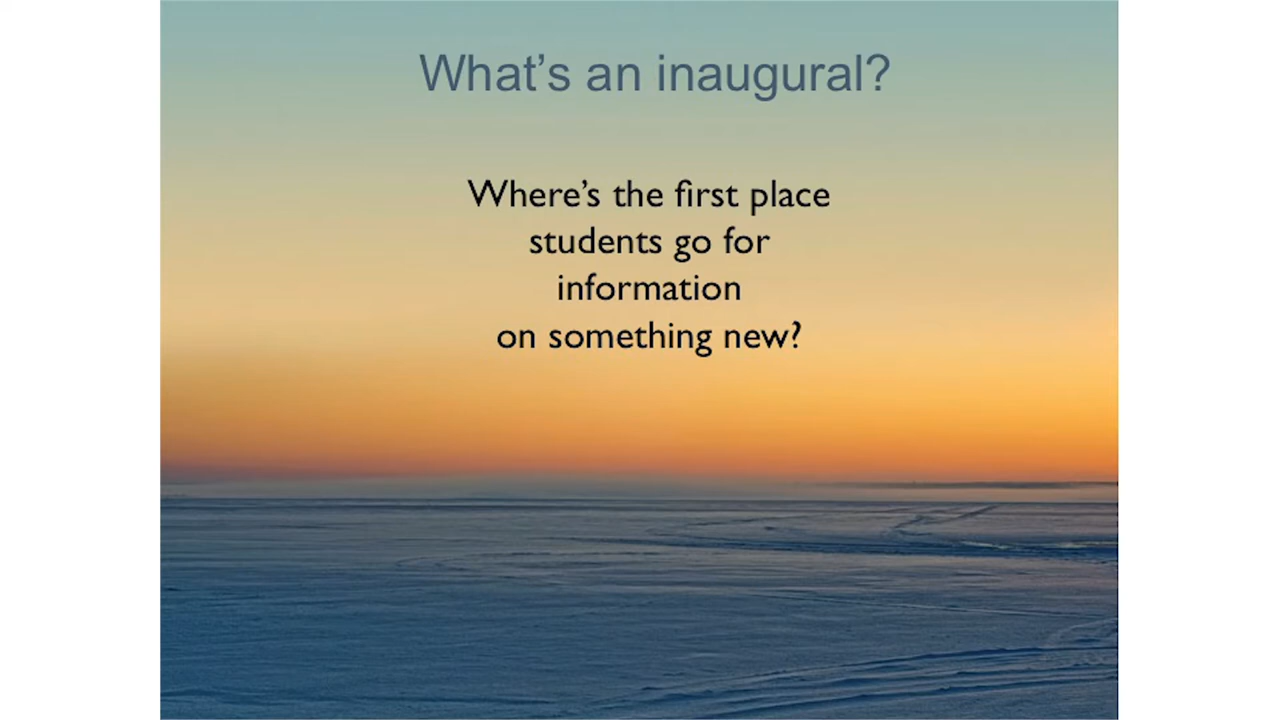 What’s an inaugural?
Where’s the first place
students go for
information
on something new?